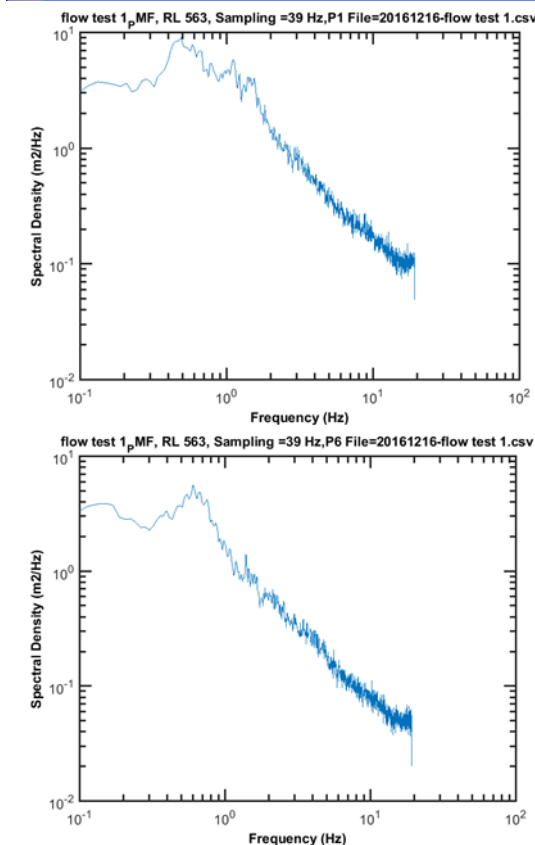 flow test 1PMF, RL 563, Sampling =39 Hz,P1 File=20161216-flow test 1.csv
10^1
10^0
10^-1
10^-2
Spectral Density (m2/Hz)
10^-1 10^0 10^1 10^2
Frequency (Hz)
flow test 1PMF, RL 563, Sampling =39 Hz,P6 File=20161216-flow test 1.csv
10^1
10^0
10^-1
10^-2
Spectral Density (m2/Hz)
10^-1 10^0 10^1 10^2
Frequency (Hz)